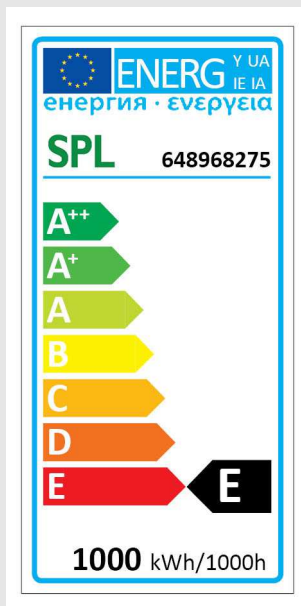 ENERG Y UA
IE IA
енергия · ενεργεια
SPL 648968275
A++
A+
A
B
C
D
E E
1000 kWh/1000h